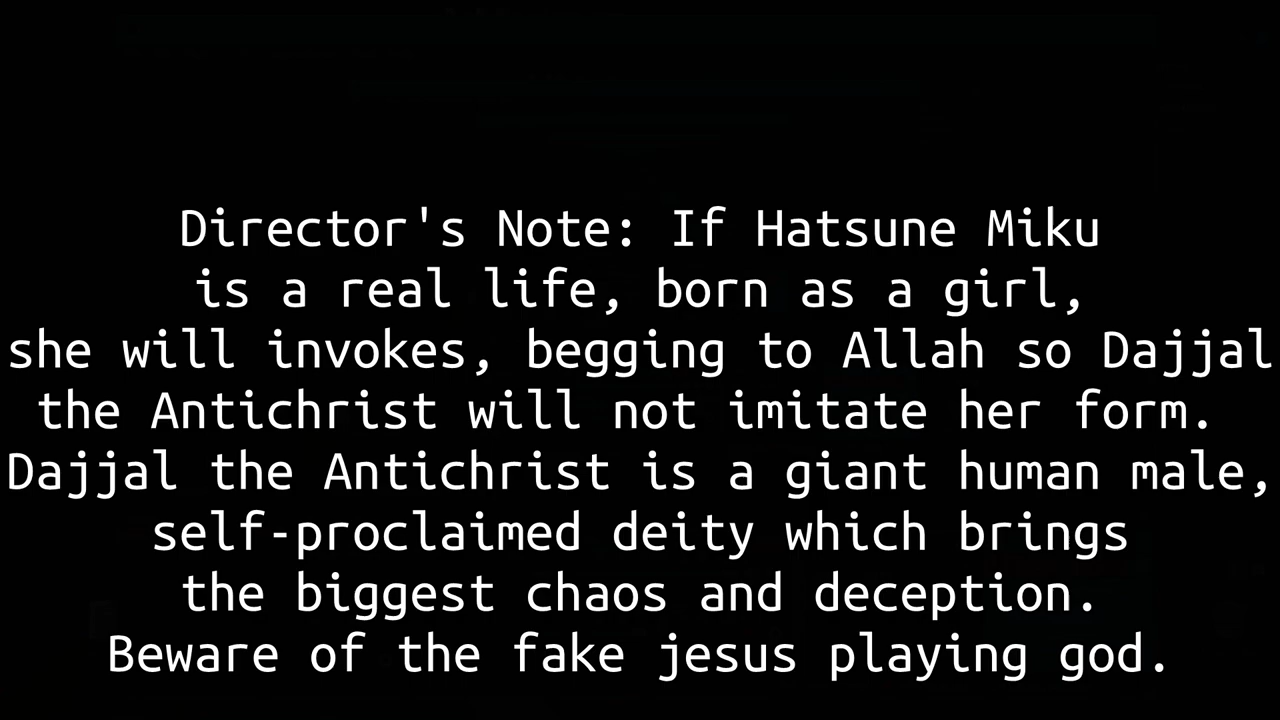 Director's Note: If Hatsune Miku
is a real life, born as a girl,
she will invokes, begging to Allah so Dajjal
the Antichrist will not imitate her form.
Dajjal the Antichrist is a giant human male,
self-proclaimed deity which brings
the biggest chaos and deception.
Beware of the fake jesus playing god.